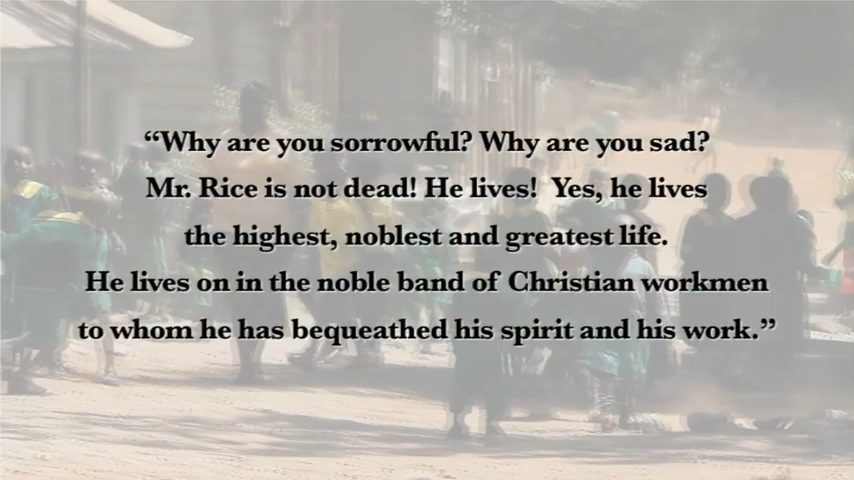 “Why are you sorrowful? Why are you sad?
Mr. Rice is not dead! He lives!  Yes, he lives
the highest, noblest and greatest life.
He lives on in the noble band of Christian workmen
to whom he has bequeathed his spirit and his work.”